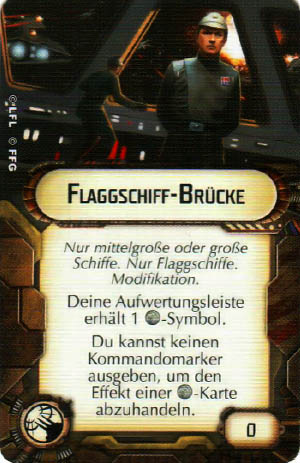 © LFL © FFG
FLAGGSCHIFF-BRÜCKE
Nur mittelgroße oder große
Schiffe. Nur Flaggschiffe.
Modifikation.
Deine Aufwertungsleiste
erhält 1 -Symbol.
Du kannst keinen
Kommandomarker
ausgeben, um den
Effekt einer -Karte
abzuhandeln.
0